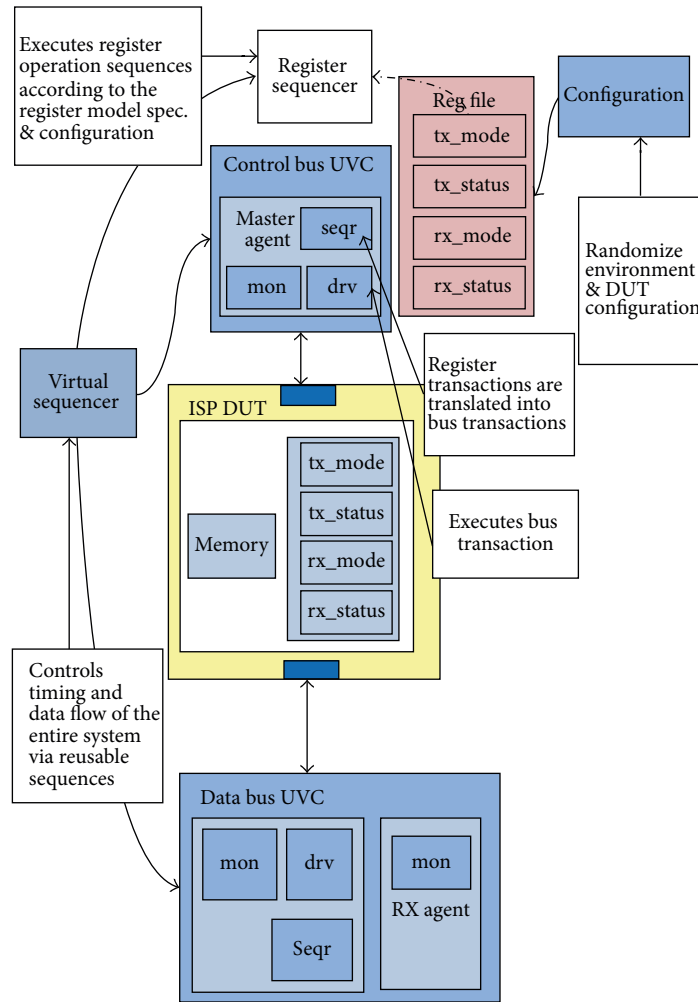 Executes register
operation sequences
according to the
register model spec.
& configuration
Register
sequencer
Reg file
tx_mode
tx_status
rx_mode
rx_status
Configuration
Randomize
environment
& DUT
configuration
Control bus UVC
Master
agent
seqr
mon
drv
Virtual
sequencer
Register
transactions are
translated into
bus transactions
ISP DUT
Memory
tx_mode
tx_status
rx_mode
rx_status
Executes bus
transaction
Controls
timing and
data flow of the
entire system
via reusable
sequences
Data bus UVC
mon
drv
Seqr
mon
RX agent